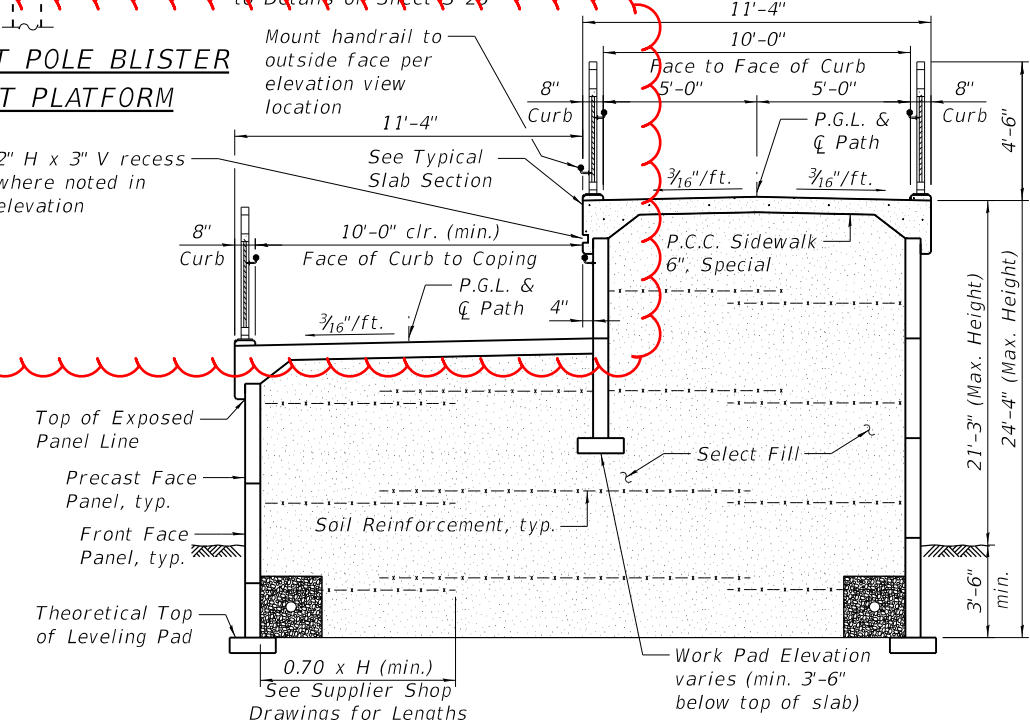 to Details on Sheet S-20
T POLE BLISTER
T PLATFORM
Mount handrail to
outside face per
elevation view
location
11'-4"
10'-0"
Face to Face of Curb
8"
Curb
5'-0"
5'-0"
8"
Curb
4'-6"
P.G.L. &
℄ Path
11'-4"
2" H x 3" V recess
where noted in
elevation
See Typical
Slab Section
3/16"/ft.
3/16"/ft.
8"
Curb
10'-0" clr. (min.)
Face of Curb to Coping
P.C.C. Sidewalk
6", Special
P.G.L. &
℄ Path
4"
3/16"/ft.
21'-3" (Max. Height)
24'-4" (Max. Height)
Top of Exposed
Panel Line
Precast Face
Panel, typ.
Select Fill
Soil Reinforcement, typ.
Front Face
Panel, typ.
3'-6"
min.
Theoretical Top
of Leveling Pad
0.70 x H (min.)
See Supplier Shop
Drawings for Lengths
Work Pad Elevation
varies (min. 3'-6"
below top of slab)